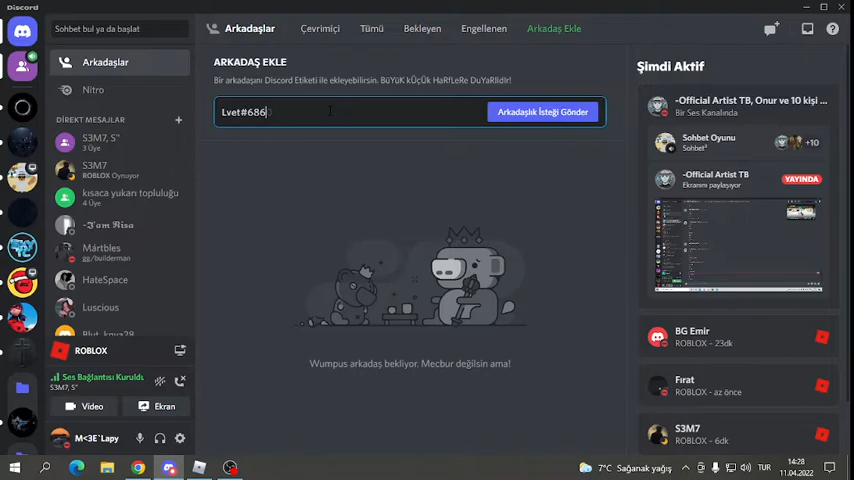 Discord
Sohbet bul ya da başlat
Arkadaşlar
Çevrimiçi
Tümü
Bekleyen
Engellenen
Arkadaş Ekle
Arkadaşlar
Nitro
DİREKT MESAJLAR
S3M7, S"
3 Üye
S3M7
ROBLOX Oynuyor
kısaca yukarı topluluğu
4 Üye
-ℑ'am ℜisa
Mártbles
gg/builderman
HateSpace
Luscious
Blut_knya28
ROBLOX
Ses Bağlantısı Kuruldu
S3M7, S"
Video
Ekran
M<3E`Lapy
ARKADAŞ EKLE
Bir arkadaşını Discord Etiketi ile ekleyebilirsin. BüYüK kÜÇük HaRfLeRe DuYaRlIdIr!
Lvet#6860
Arkadaşlık İsteği Gönder
Wumpus arkadaş bekliyor. Mecbur değilsin ama!
Şimdi Aktif
-Official Artist TB, Onur ve 10 kişi ...
Bir Ses Kanalında
Sohbet Oyunu
Sohbet²
+10
-Official Artist TB
Ekranını paylaşıyor
YAYINDA
BG Emir
ROBLOX - 23dk
Fırat
ROBLOX - az önce
S3M7
ROBLOX - 6dk
7°C Sağanak yağış
TUR
14:28
11.04.2022